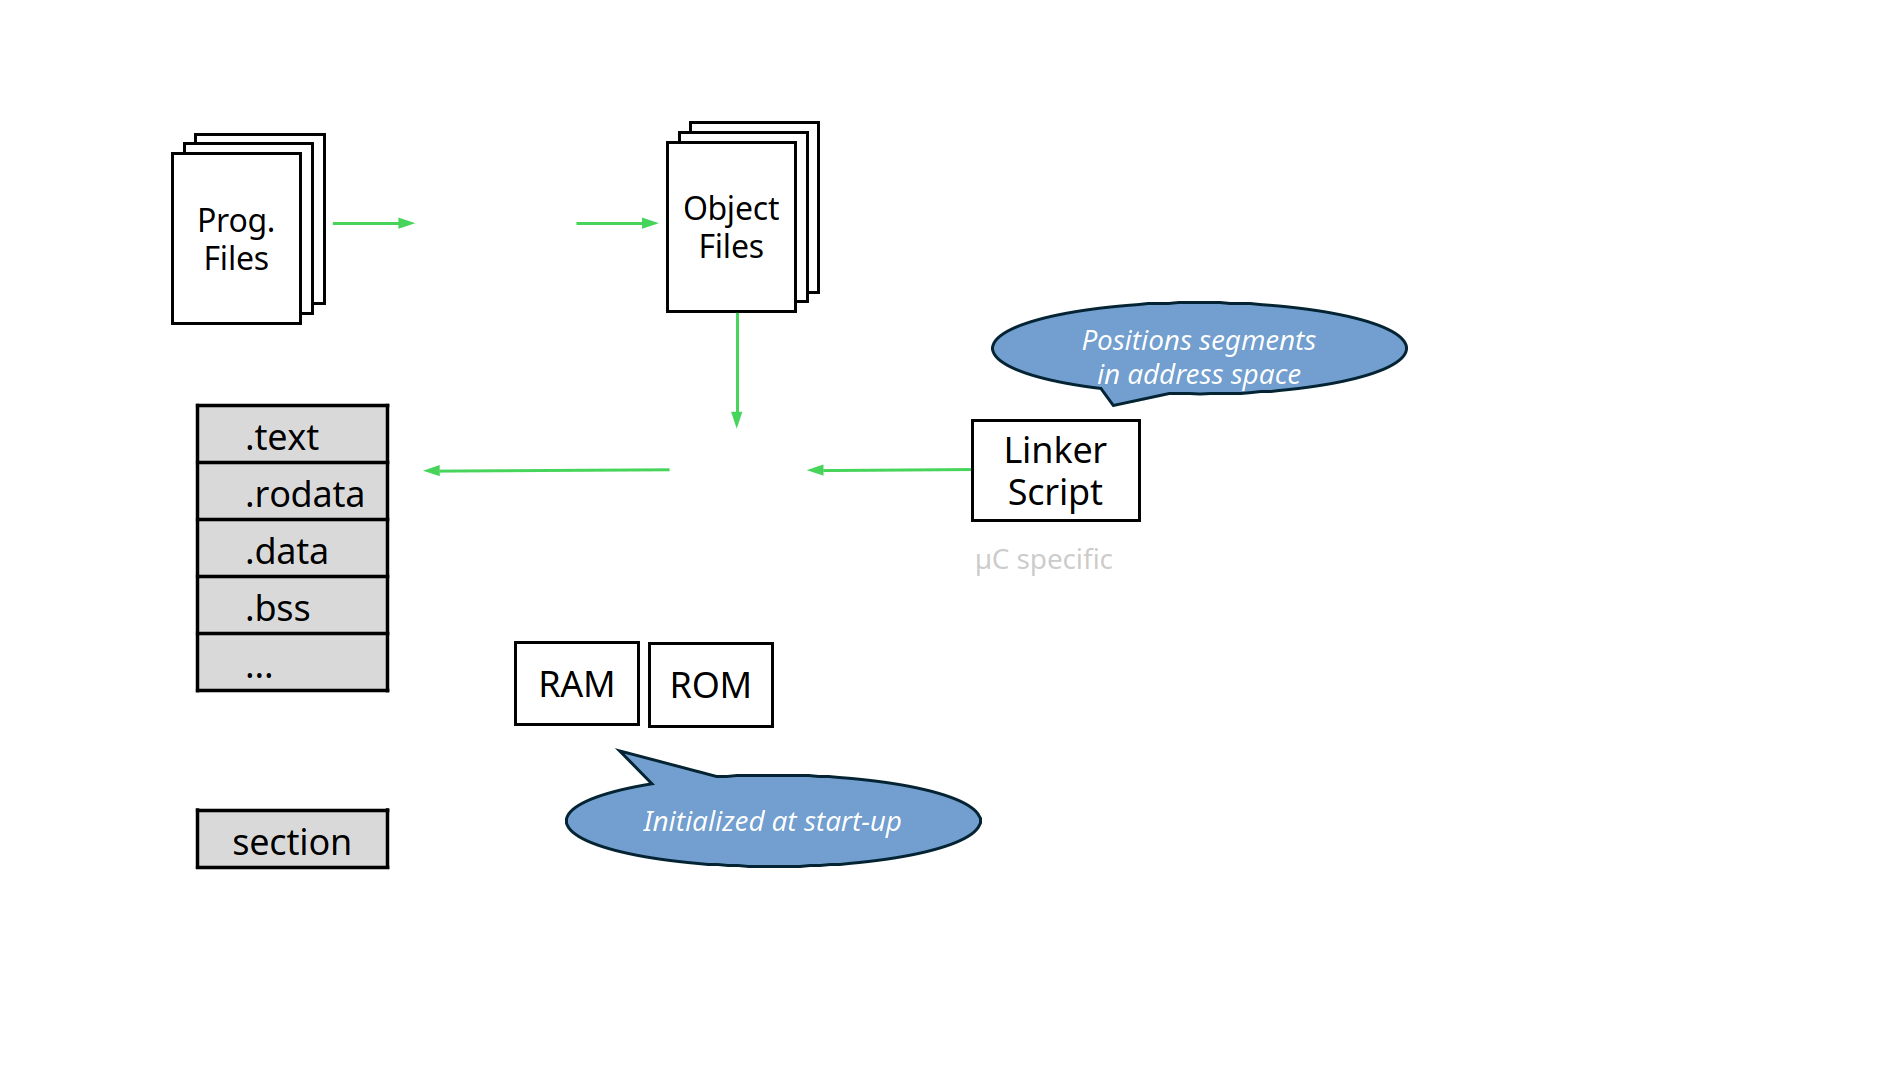 Prog.
Files
Object
Files
Positions segments
in address space
.text
.rodata
.data
.bss
...
Linker
Script
µC specific
RAM
ROM
Initialized at start-up
section